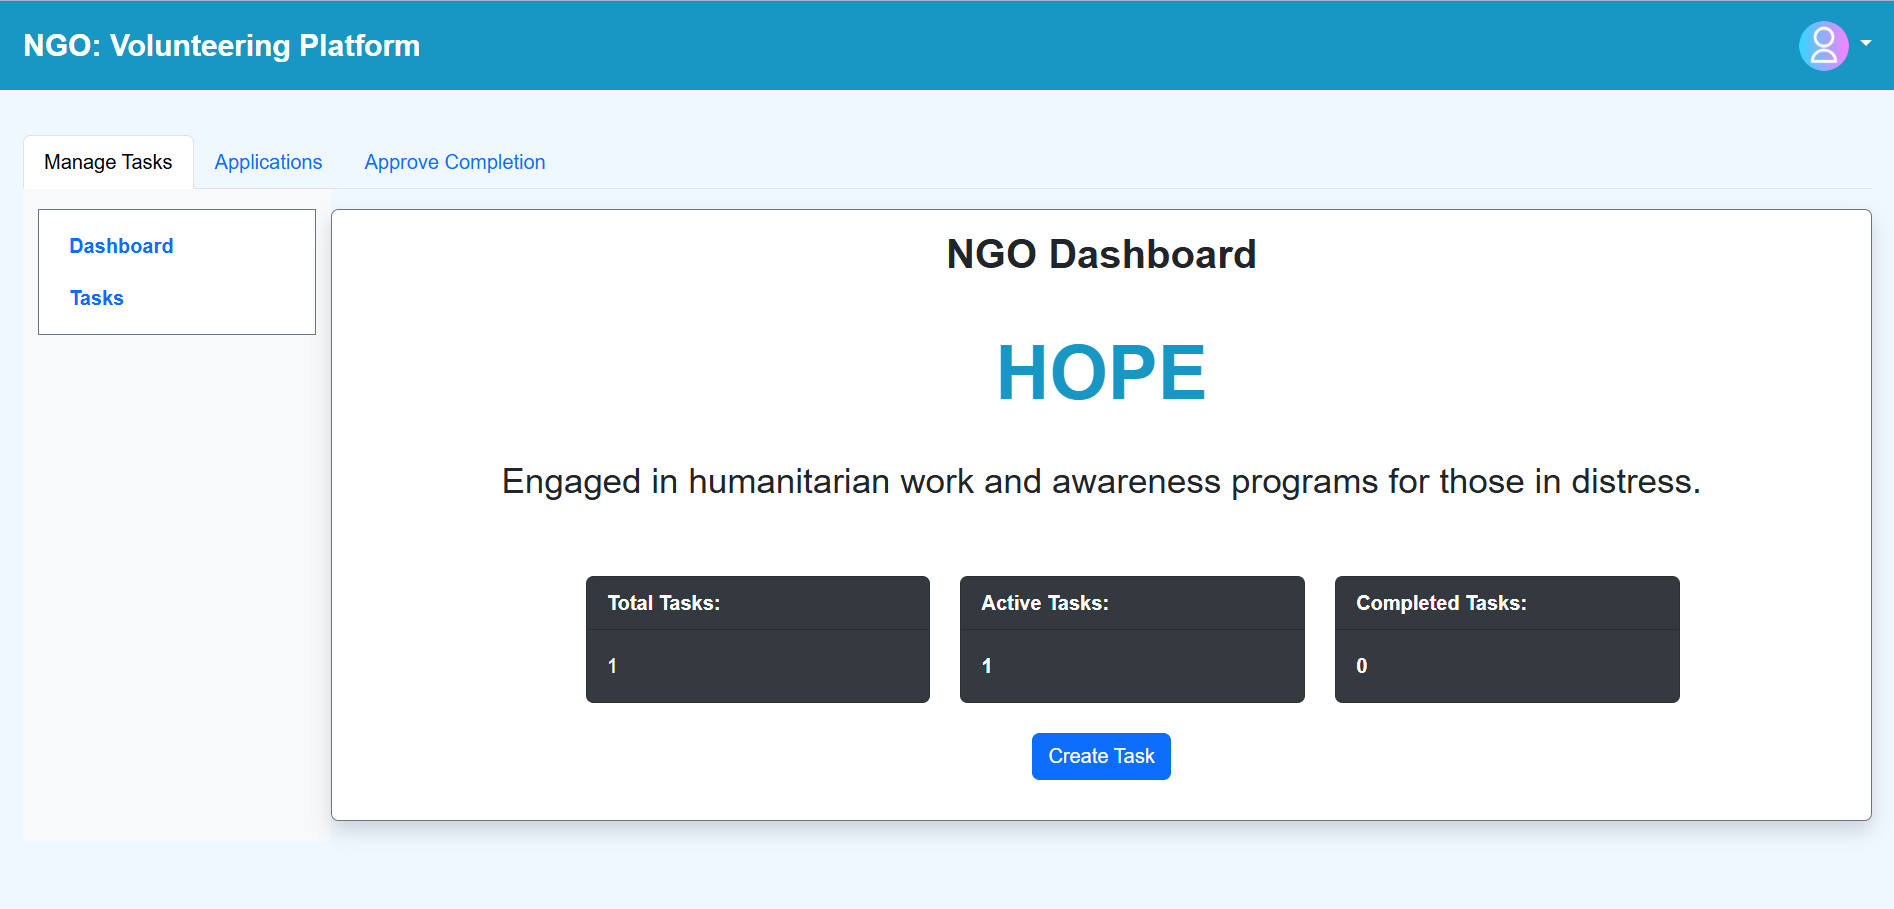 NGO: Volunteering Platform
Manage Tasks Applications Approve Completion
Dashboard
Tasks
NGO Dashboard
HOPE
Engaged in humanitarian work and awareness programs for those in distress.
Total Tasks: Active Tasks: Completed Tasks:
1 1 0
Create Task